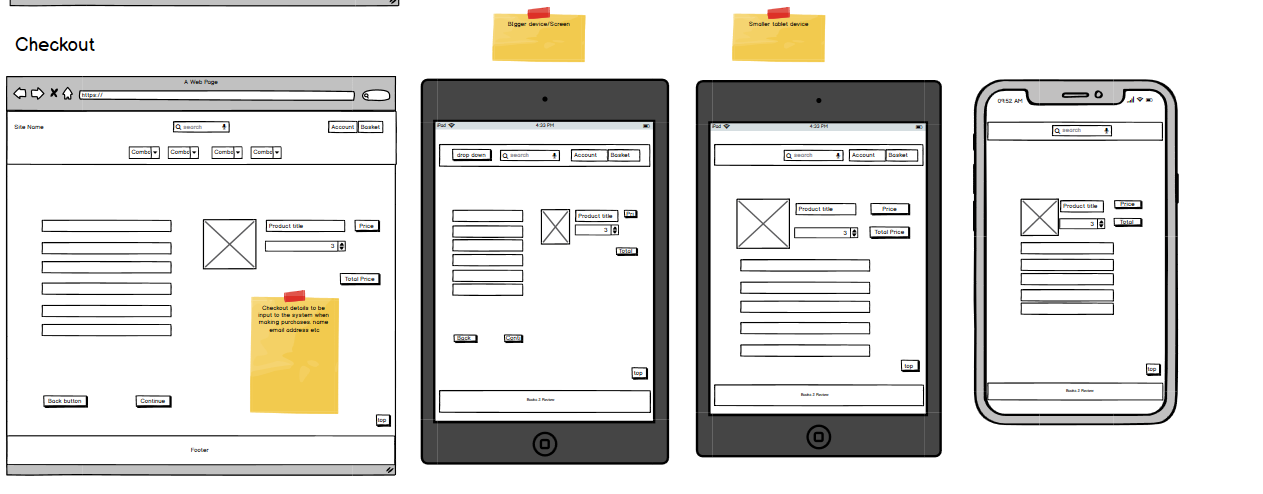 Bigger device/Screen
Smaller tablet device
Checkout
A Web Page
https://
Site Name
search
Account
Basket
Combo
Combo
Combo
Combo
Product title
Price
3
Total Price
Checkout details to be
input to the system when
making purchases, name
email address etc
Back button
Continue
top
Footer
iPad
4:33 PM
drop down
search
Account
Basket
Product title
Pri
3
Total
Back
Conti
top
Books 2 Review
iPod
4:33 PM
search
Account
Basket
Product title
Price
3
Total Price
top
Books 2 Review
09:52 AM
search
Product title
Price
3
Total
top
Books 2 Review